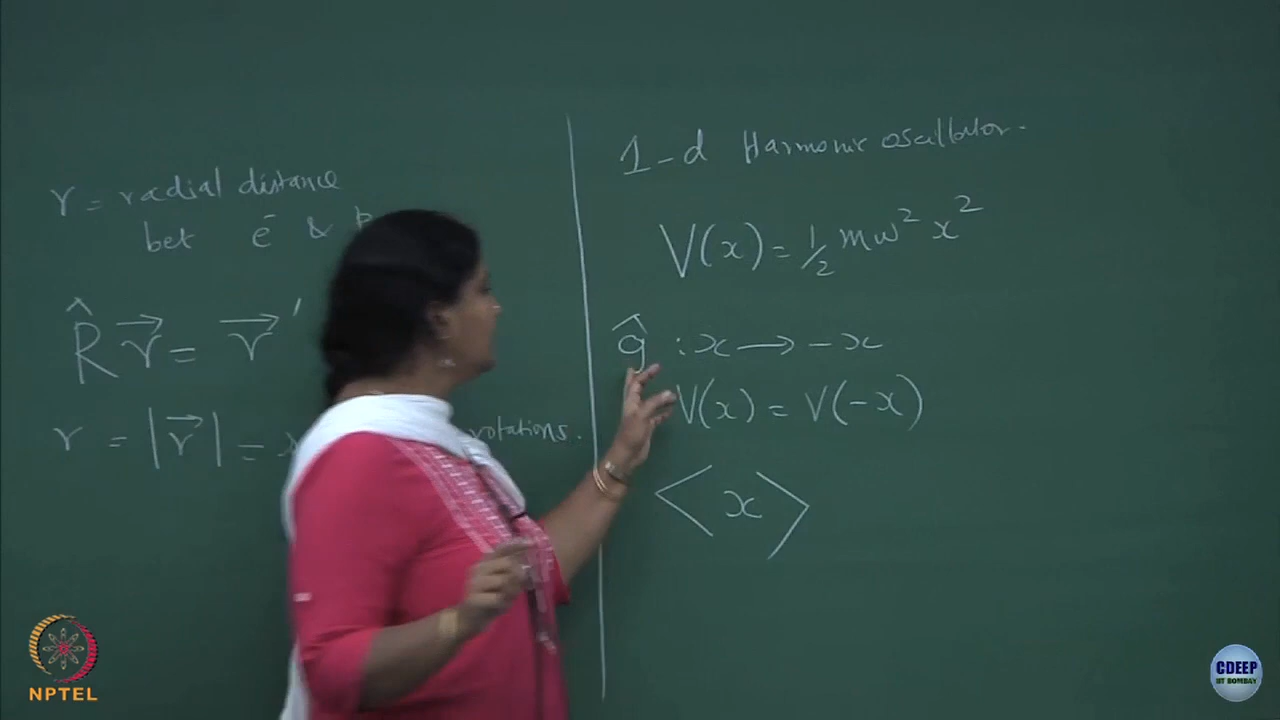 r = radial distance
bet e⁻ &
R̂ r⃗ = r⃗ '
r = |r⃗| = rotations.
1-d Harmonic oscillator.
V(x) = 1/2 mω² x²
ĝ : x → -x
V(x) = V(-x)
⟨x⟩
NPTEL
CDEEP
IIT BOMBAY